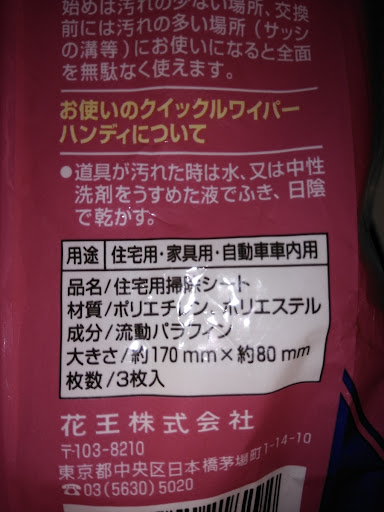 始めは汚れの少ない場所、交換
前には汚れの多い場所(サッシ
の溝等)にお使いになると全面
を無駄なく使えます。
お使いのクイックルワイパー
ハンディについて
●道具が汚れた時は水、又は中性
洗剤をうすめた液でふき、日陰
で乾かす。
用途 住宅用・家具用・自動車車内用
品名/住宅用掃除シート
材質/ポリエチレン、ポリエステル
成分/流動パラフィン
大きさ/約170mm×約80mm
枚数/3枚入
花王株式会社
〒103-8210
東京都中央区日本橋茅場町1-14-10
☎03(5630)5020